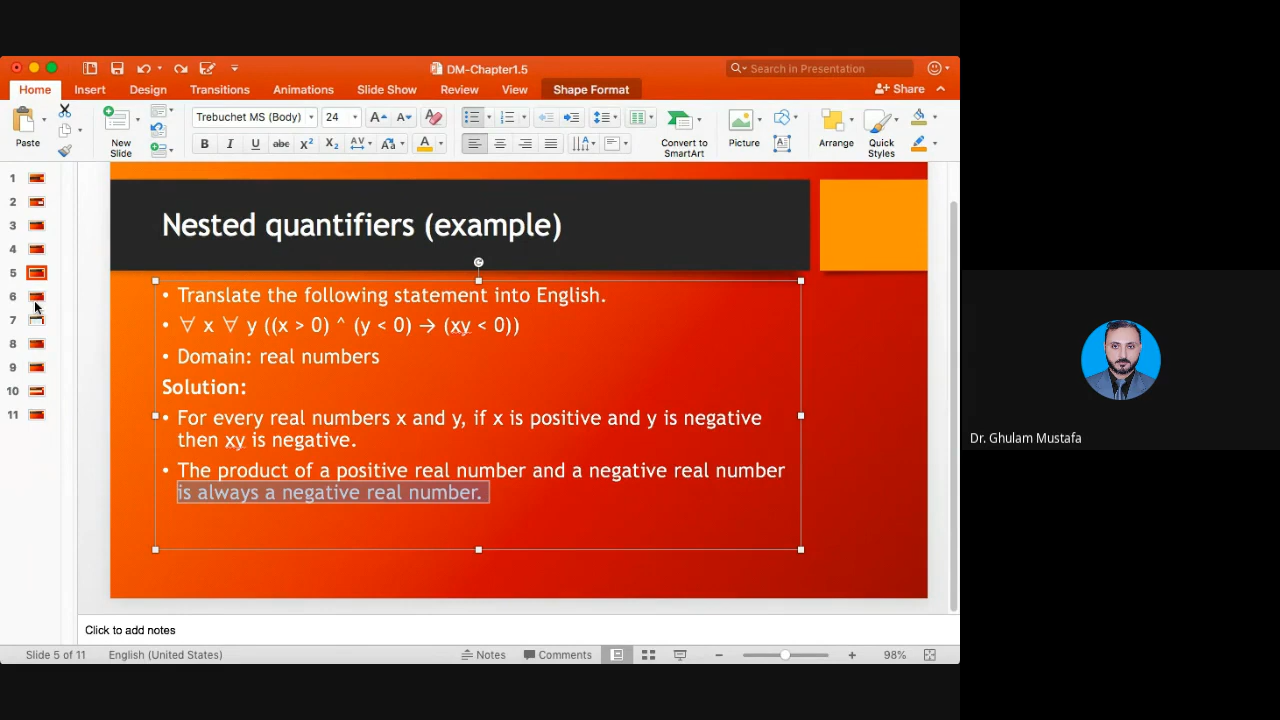 DM-Chapter1.5
Search in Presentation
Home
Insert
Design
Transitions
Animations
Slide Show
Review
View
Shape Format
Share
Paste
New
Slide
Trebuchet MS (Body)
24
Convert to
SmartArt
Picture
Arrange
Quick
Styles
1
2
3
4
5
6
7
8
9
10
11
Nested quantifiers (example)
• Translate the following statement into English.
• ∀ x ∀ y ((x > 0) ^ (y < 0) → (xy < 0))
• Domain: real numbers
Solution:
• For every real numbers x and y, if x is positive and y is negative
then xy is negative.
• The product of a positive real number and a negative real number
is always a negative real number.
Click to add notes
Slide 5 of 11
English (United States)
Notes
Comments
98%
Dr. Ghulam Mustafa